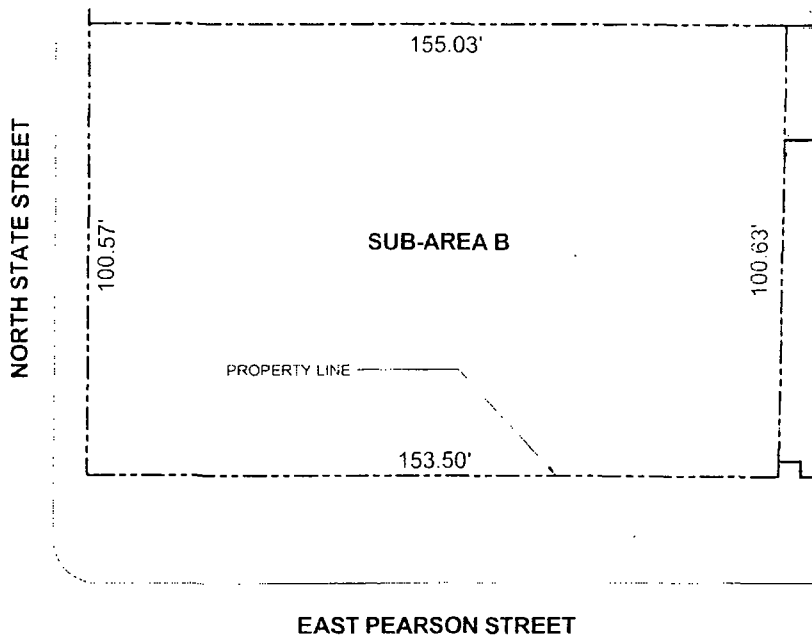 155.03'
NORTH STATE STREET
100.57'
SUB-AREA B
100.63'
PROPERTY LINE
153.50'
EAST PEARSON STREET